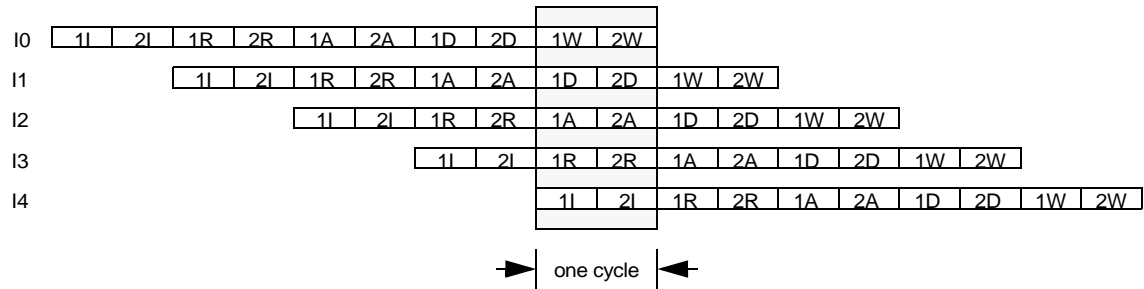 I0 1I 2I 1R 2R 1A 2A 1D 2D 1W 2W
I1 1I 2I 1R 2R 1A 2A 1D 2D 1W 2W
I2 1I 2I 1R 2R 1A 2A 1D 2D 1W 2W
I3 1I 2I 1R 2R 1A 2A 1D 2D 1W 2W
I4 1I 2I 1R 2R 1A 2A 1D 2D 1W 2W
one cycle